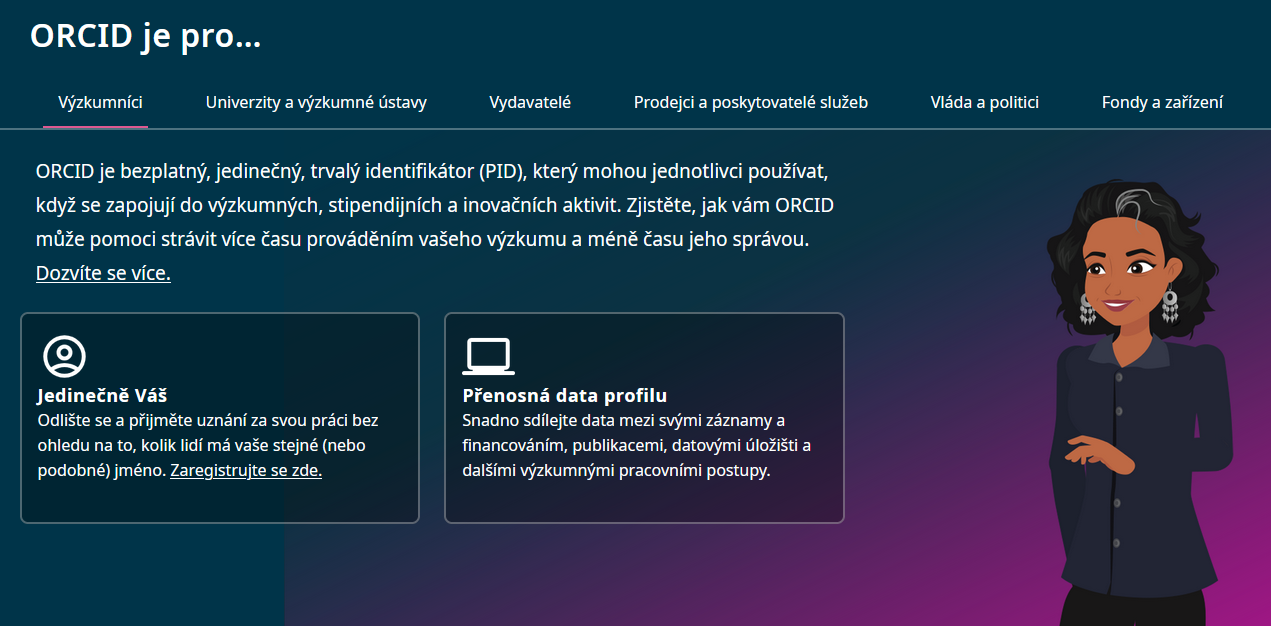 ORCID je pro...
Výzkumníci
Univerzity a výzkumné ústavy
Vydavatelé
Prodejci a poskytovatelé služeb
Vláda a politici
Fondy a zařízení
ORCID je bezplatný, jedinečný, trvalý identifikátor (PID), který mohou jednotlivci používat,
když se zapojují do výzkumných, stipendijních a inovačních aktivit. Zjistěte, jak vám ORCID
může pomoci strávit více času prováděním vašeho výzkumu a méně času jeho správou.
Dozvíte se více.
Jedinečně Váš
Odlište se a přijměte uznání za svou práci bez
ohledu na to, kolik lidí má vaše stejné (nebo
podobné) jméno. Zaregistrujte se zde.
Přenosná data profilu
Snadno sdílejte data mezi svými záznamy a
financováním, publikacemi, datovými úložišti a
dalšími výzkumnými pracovními postupy.